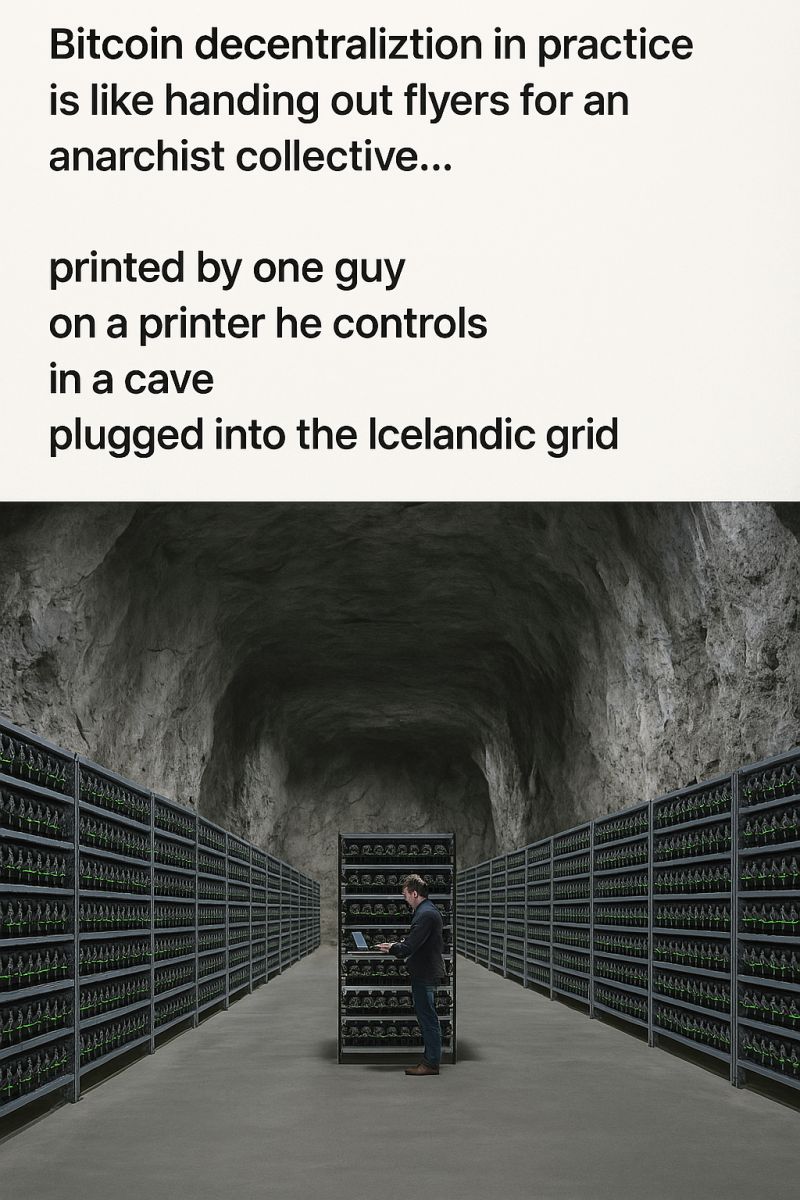 Bitcoin decentraliztion in practice
is like handing out flyers for an
anarchist collective...
printed by one guy
on a printer he controls
in a cave
plugged into the Icelandic grid